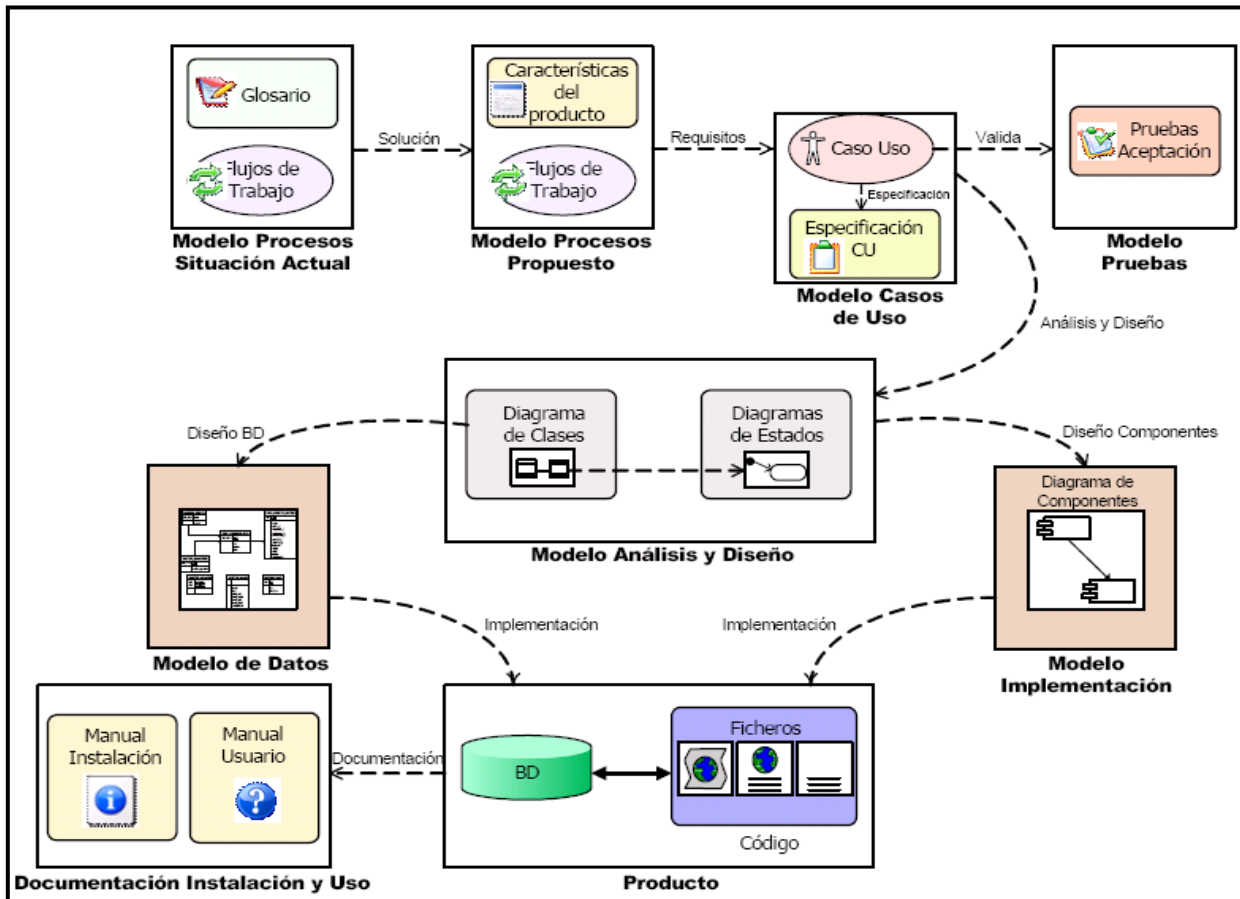 Glosario
Flujos de
Trabajo
Modelo Procesos
Situación Actual
Solución
Características
del
producto
Flujos de
Trabajo
Modelo Procesos
Propuesto
Requisitos
Caso Uso
Especificación
Especificación
CU
Modelo Casos
de Uso
Valida
Pruebas
Aceptación
Modelo
Pruebas
Análisis y Diseño
Diagrama
de Clases
Diagramas
de Estados
Modelo Análisis y Diseño
Diseño BD
Diseño Componentes
Modelo de Datos
Diagrama de
Componentes
Modelo
Implementación
Implementación
Implementación
Manual
Instalación
Manual
Usuario
Documentación Instalación y Uso
Documentación
BD
Ficheros
Código
Producto